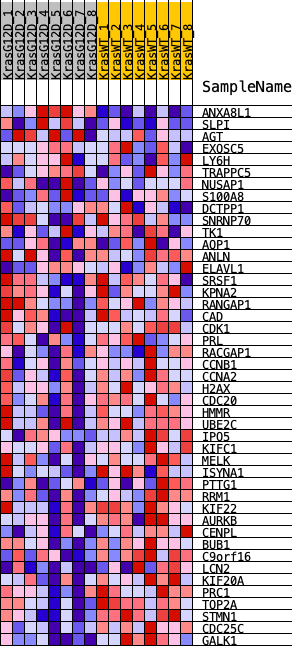 KrasG12D_1
KrasG12D_2
KrasG12D_3
KrasG12D_4
KrasG12D_5
KrasG12D_6
KrasG12D_7
KrasG12D_8
KrasWT_1
KrasWT_2
KrasWT_3
KrasWT_4
KrasWT_5
KrasWT_6
KrasWT_7
KrasWT_8
SampleName
ANXA8L1
SLPI
AGT
EXOSC5
LY6H
TRAPPC5
NUSAP1
S100A8
DCTPP1
SNRNP70
TK1
AQP1
ANLN
ELAVL1
SRSF1
KPNA2
RANGAP1
CAD
CDK1
PRL
RACGAP1
CCNB1
CCNA2
H2AX
CDC20
HMMR
UBE2C
IPO5
KIFC1
MELK
ISYNA1
PTTG1
RRM1
KIF22
AURKB
CENPL
BUB1
C9orf16
LCN2
KIF20A
PRC1
TOP2A
STMN1
CDC25C
GALK1